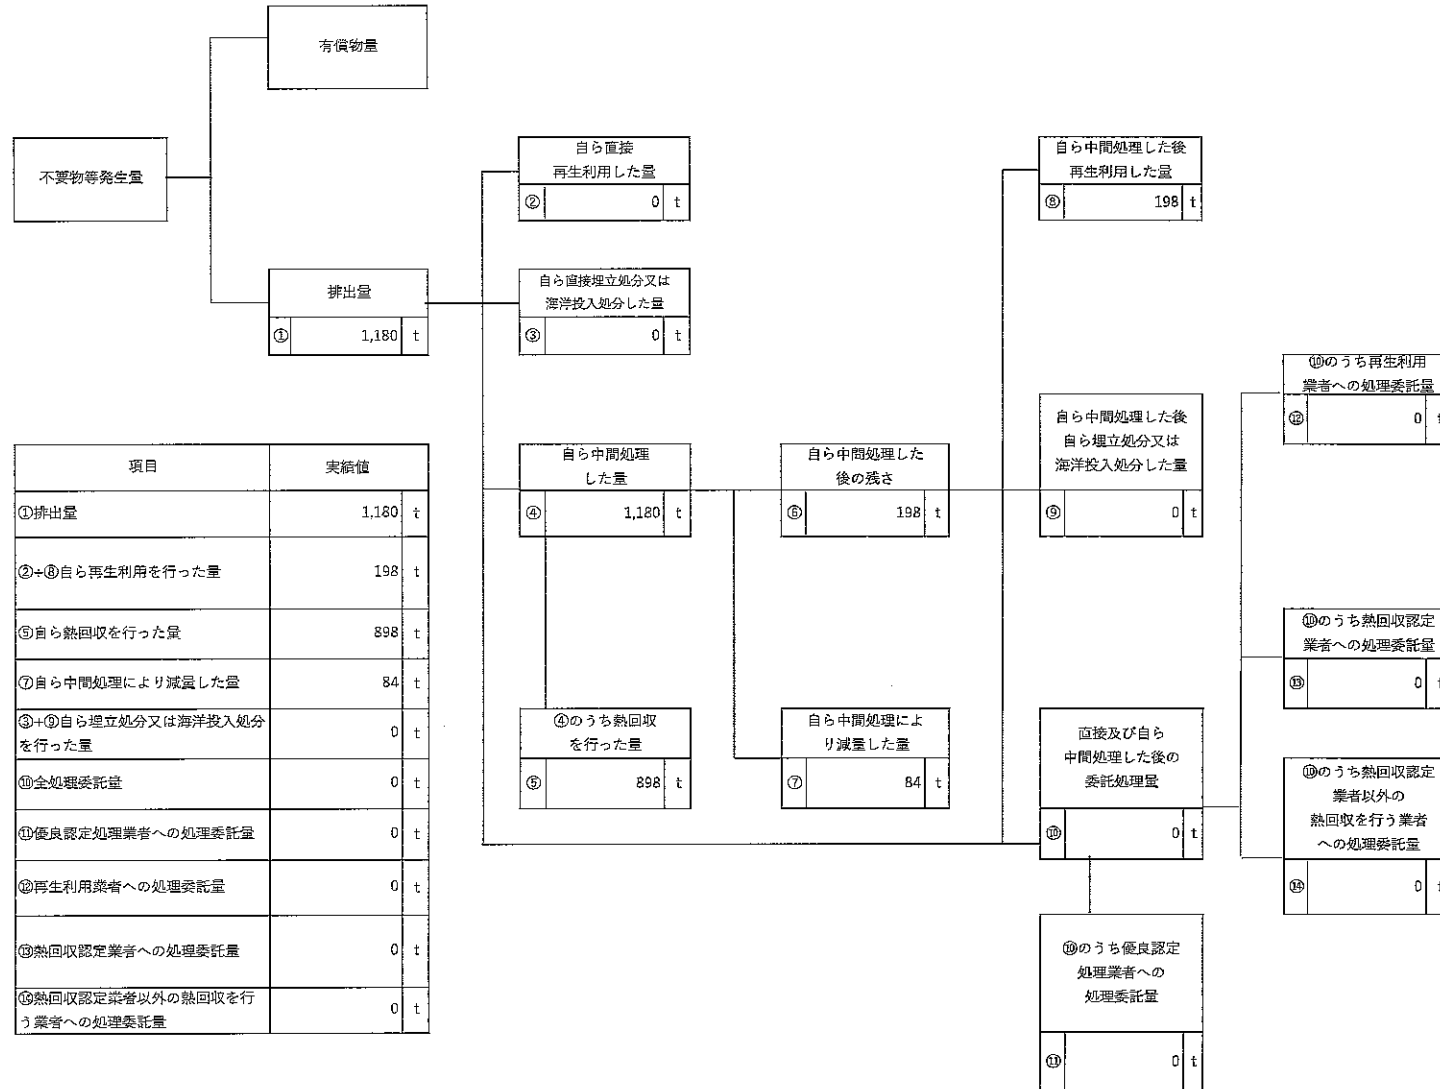 有償物量
不要物等発生量
排出量
① 1,180 t
自ら直接
再生利用した量
② 0 t
自ら直接埋立処分又は
海洋投入処分した量
③ 0 t
自ら中間処理
した量
④ 1,180 t
④のうち熱回収
を行った量
⑤ 898 t
自ら中間処理した
後の残さ
⑥ 198 t
自ら中間処理によ
り減量した量
⑦ 84 t
自ら中間処理した後
再生利用した量
⑧ 198 t
自ら中間処理した後
自ら埋立処分又は
海洋投入処分した量
⑨ 0 t
直接及び自ら
中間処理した後の
委託処理量
⑩ 0 t
⑩のうち優良認定
処理業者への
処理委託量
⑪ 0 t
⑩のうち再生利用
業者への処理委託量
⑫ 0 t
⑩のうち熱回収認定
業者への処理委託量
⑬ 0 t
⑩のうち熱回収認定
業者以外の
熱回収を行う業者
への処理委託量
⑭ 0 t
項目 実績値
①排出量 1,180 t
②+⑧自ら再生利用を行った量 198 t
⑤自ら熱回収を行った量 898 t
⑦自ら中間処理により減量した量 84 t
③+⑨自ら埋立処分又は海洋投入処分
を行った量 0 t
⑩全処理委託量 0 t
⑪優良認定処理業者への処理委託量 0 t
⑫再生利用業者への処理委託量 0 t
⑬熱回収認定業者への処理委託量 0 t
⑭熱回収認定業者以外の熱回収を行
う業者への処理委託量 0 t